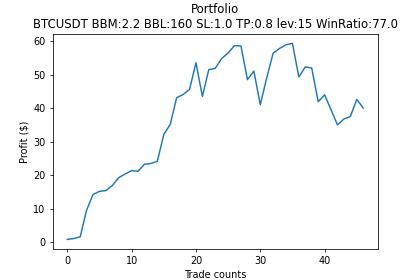 Portfolio
BTCUSDT BBM:2.2 BBL:160 SL:1.0 TP:0.8 lev:15 WinRatio:77.0
60
50
40
30
20
10
0
Profit ($)
0 10 20 30 40
Trade counts